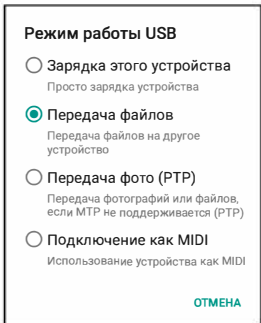 Режим работы USB
Зарядка этого устройства
Просто зарядка устройства
Передача файлов
Передача файлов на другое
устройство
Передача фото (PTP)
Передача фотографий или файлов,
если MTP не поддерживается (PTP)
Подключение как MIDI
Использование устройства как MIDI
ОТМЕНА